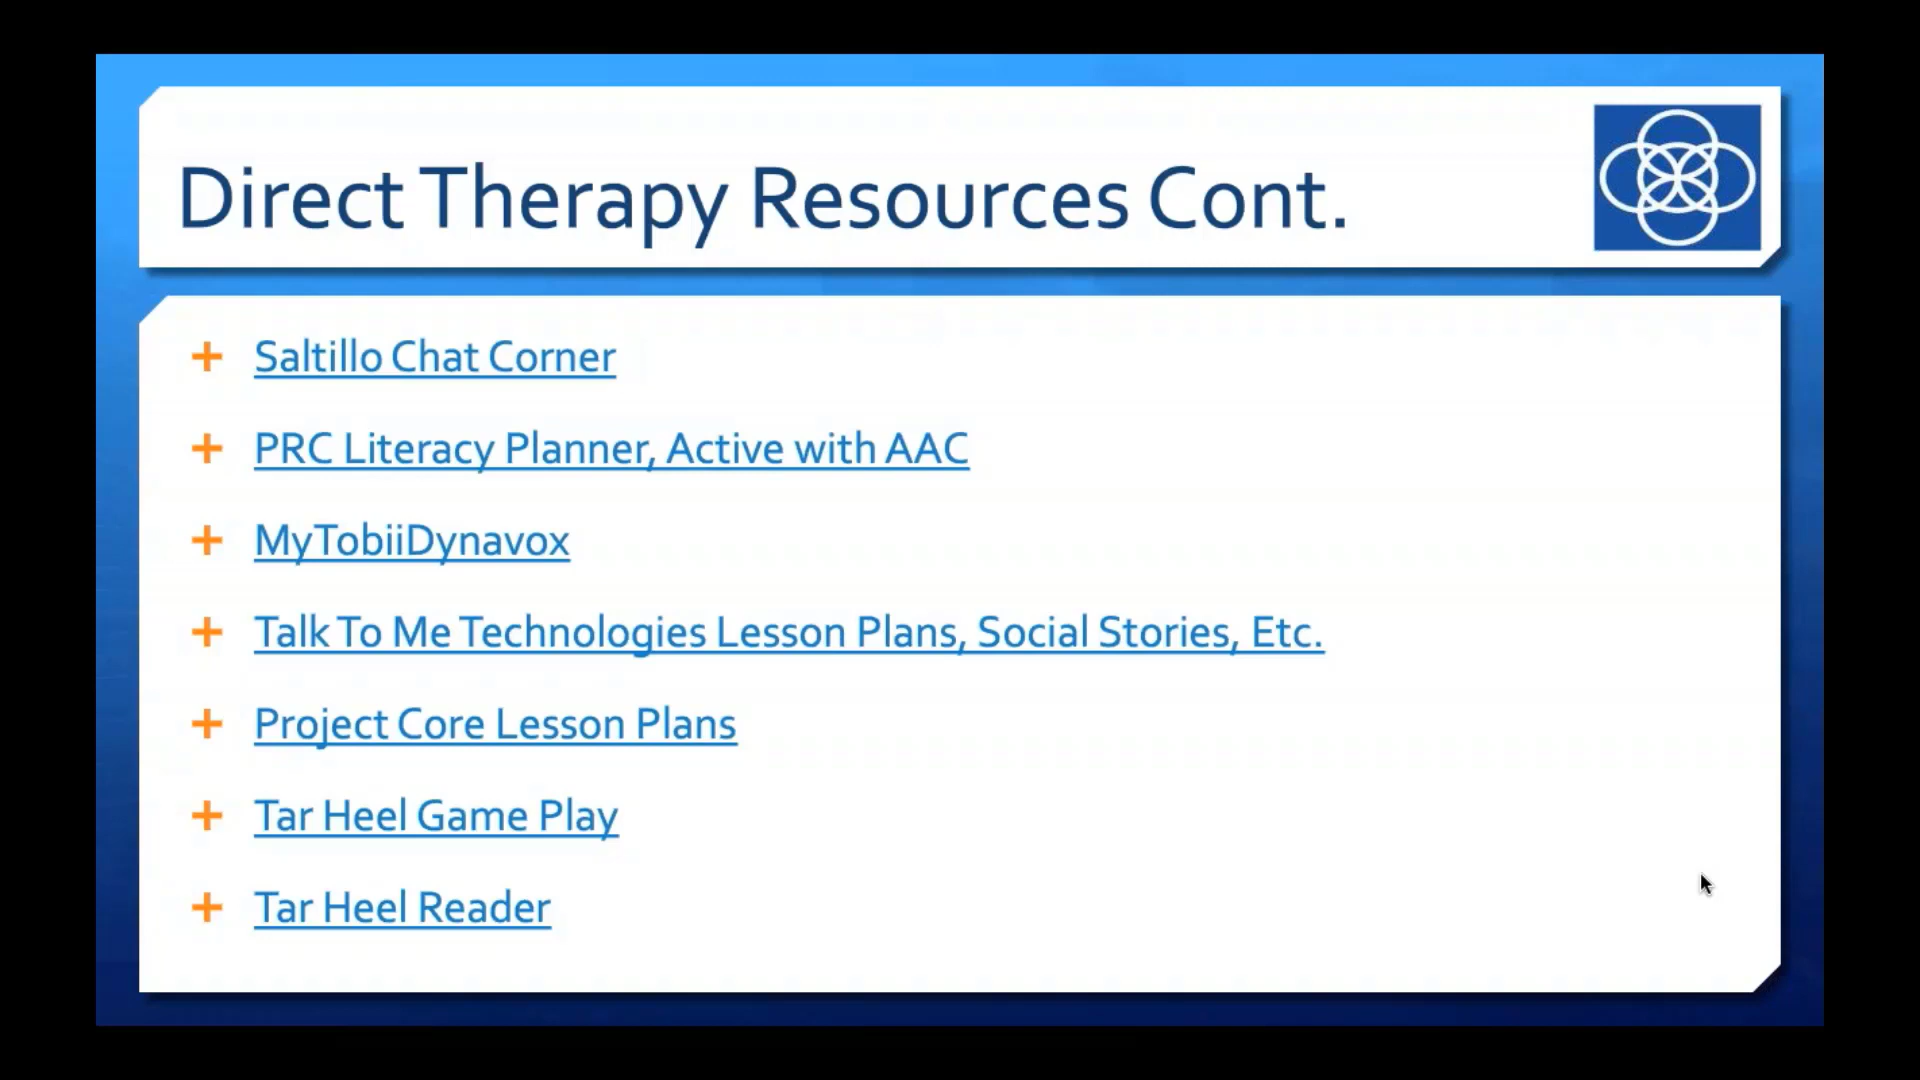 Direct Therapy Resources Cont.
Saltillo Chat Corner
PRC Literacy Planner, Active with AAC
MyTobiiDynavox
Talk To Me Technologies Lesson Plans, Social Stories, Etc.
Project Core Lesson Plans
Tar Heel Game Play
Tar Heel Reader